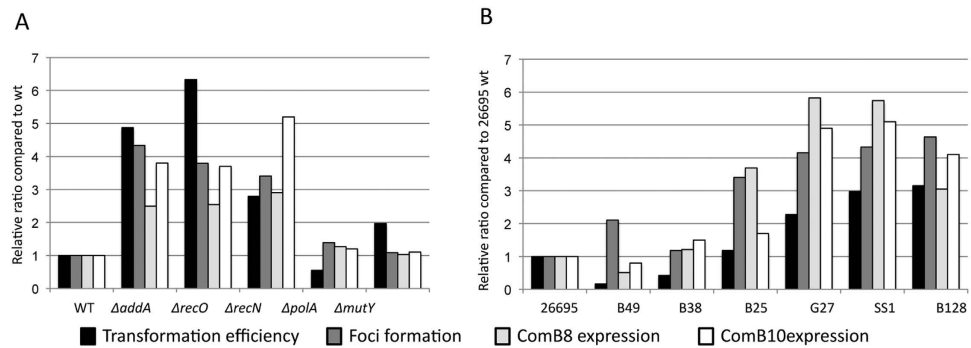 A
Relative ratio compared to wt
7
6
5
4
3
2
1
0
WT ΔaddA ΔrecO ΔrecN ΔpolA ΔmutY
B
Relative ratio compared to 26695 wt
7
6
5
4
3
2
1
0
26695 B49 B38 B25 G27 SS1 B128
Transformation efficiency Foci formation ComB8 expression ComB10expression